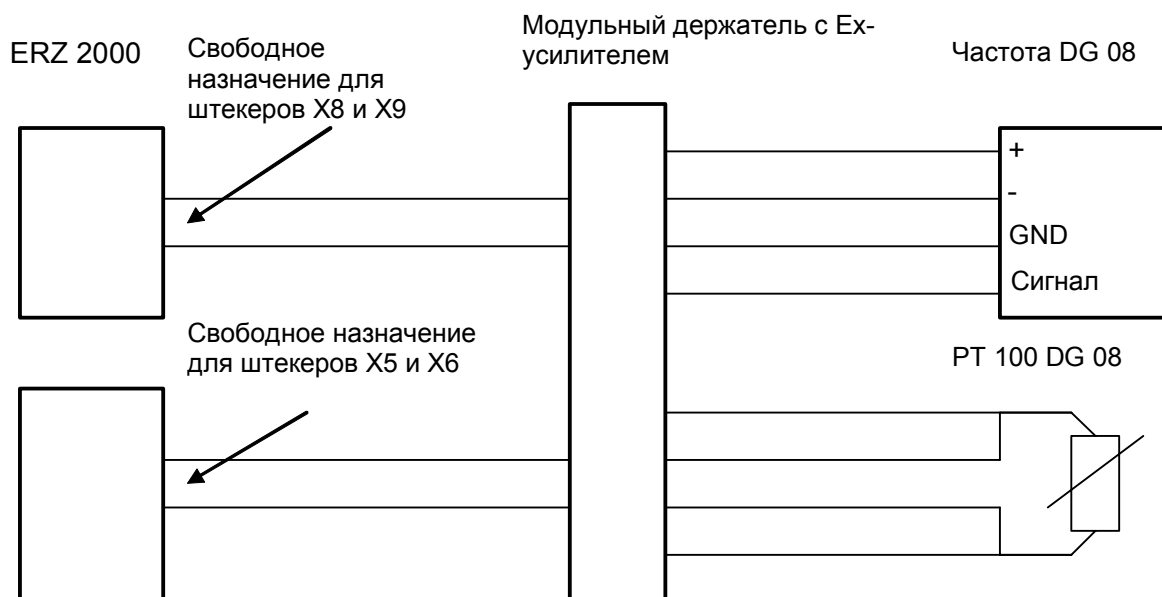 ERZ 2000
Свободное
назначение для
штекеров X8 и X9
Модульный держатель с Ex-
усилителем
Частота DG 08
+
-
GND
Сигнал
Свободное назначение
для штекеров X5 и X6
PT 100 DG 08